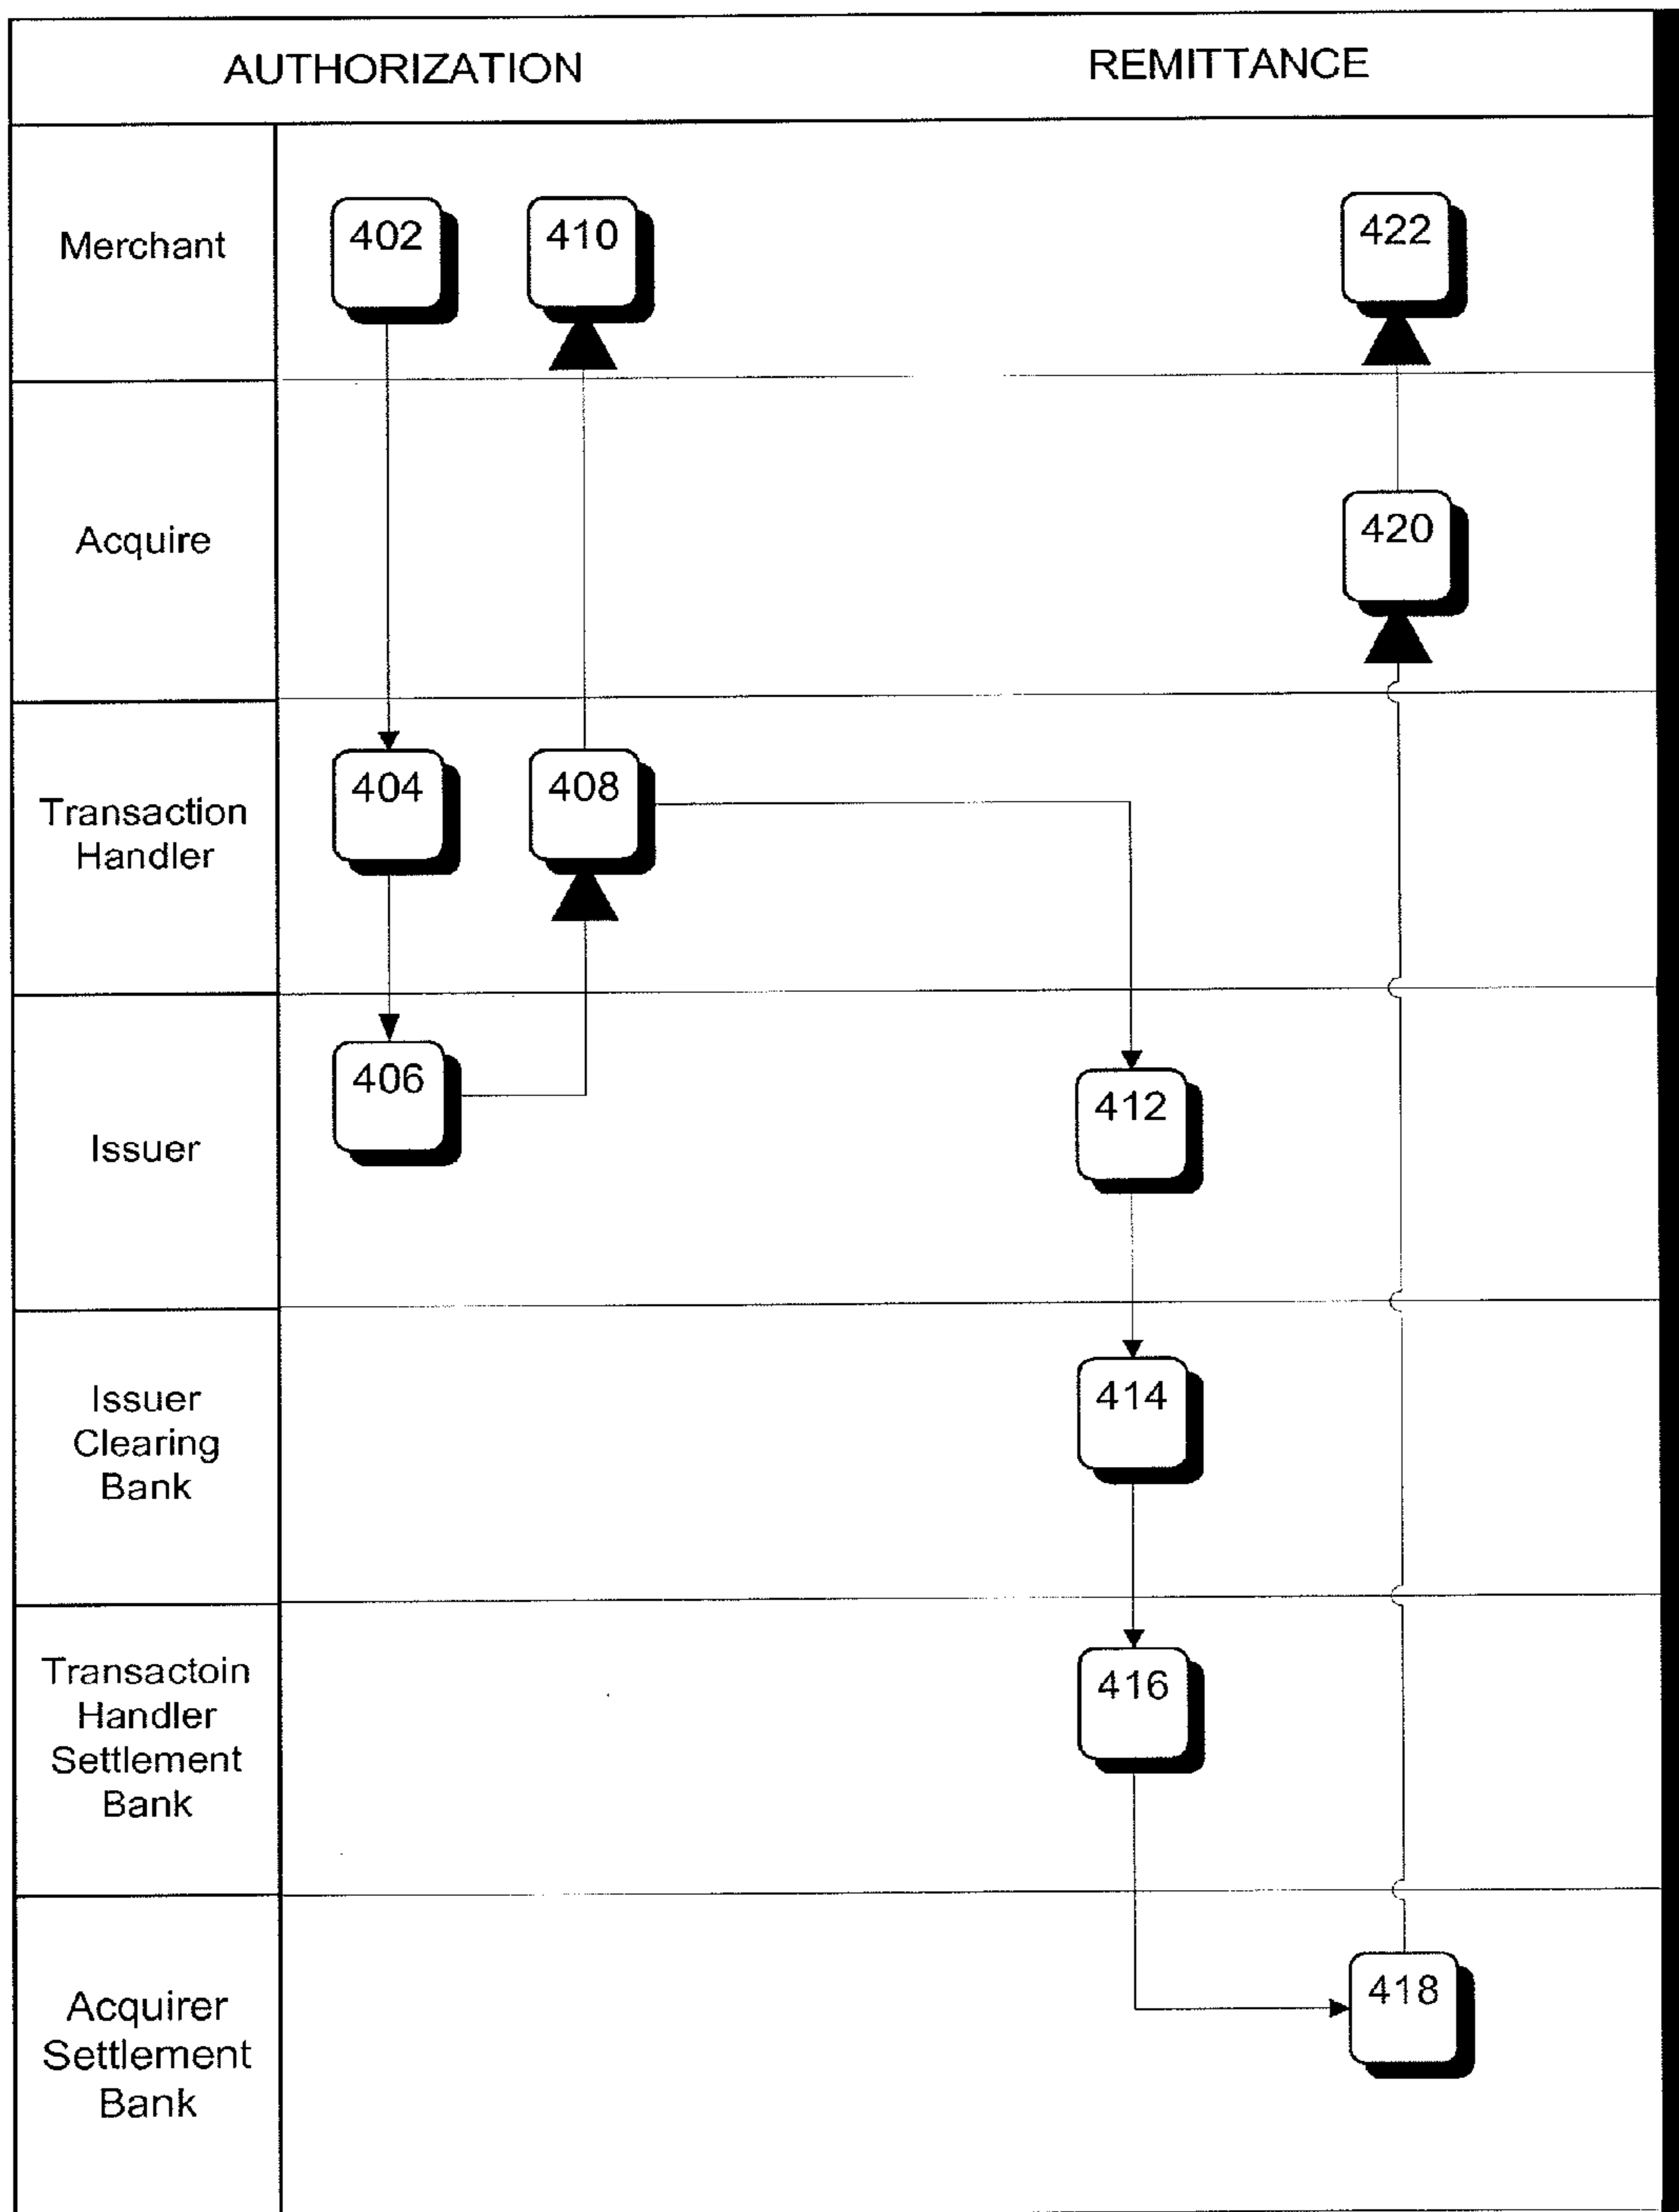 AUTHORIZATION REMITTANCE
Merchant 402 410 422
Acquire 420
Transaction
Handler
404 408
Issuer 406 412
Issuer
Clearing
Bank
414
Transactoin
Handler
Settlement
Bank
416
Acquirer
Settlement
Bank
418